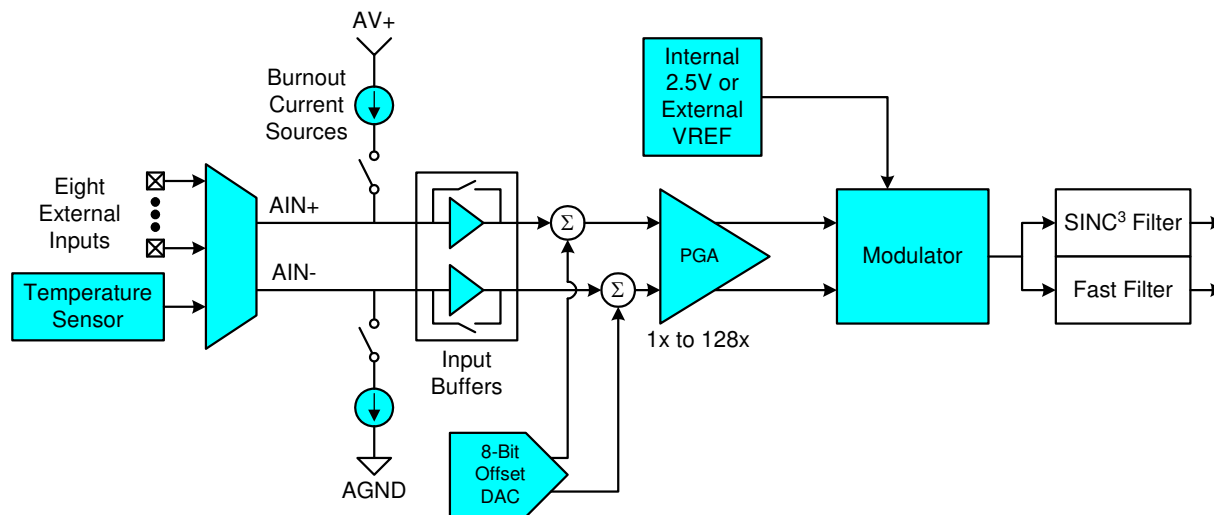 AV+
Burnout
Current
Sources
Internal
2.5V or
External
VREF
Eight
External
Inputs
AIN+
AIN-
Temperature
Sensor
Σ
Σ
PGA
1x to 128x
Modulator
SINC³ Filter
Fast Filter
Input
Buffers
8-Bit
Offset
DAC
AGND